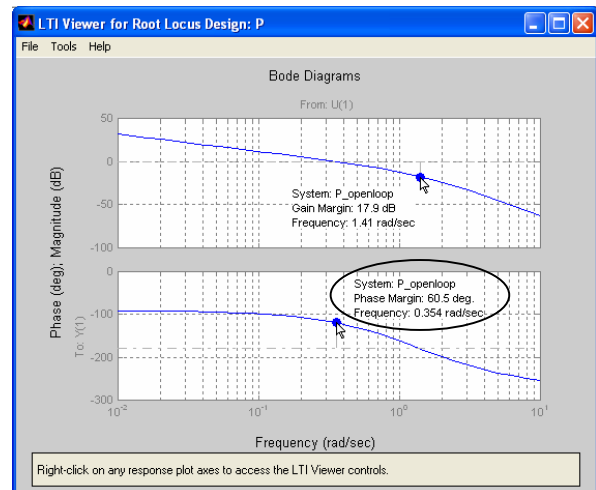 LTI Viewer for Root Locus Design: P
File Tools Help
Bode Diagrams
From: U(1)
Phase (deg); Magnitude (dB)
To: Y(1)
50
0
-50
-100
System: P_openloop
Gain Margin: 17.9 dB
Frequency: 1.41 rad/sec
0
-100
-200
-300
System: P_openloop
Phase Margin: 60.5 deg.
Frequency: 0.354 rad/sec
10^-2 10^-1 10^0 10^1
Frequency (rad/sec)
Right-click on any response plot axes to access the LTI Viewer controls.